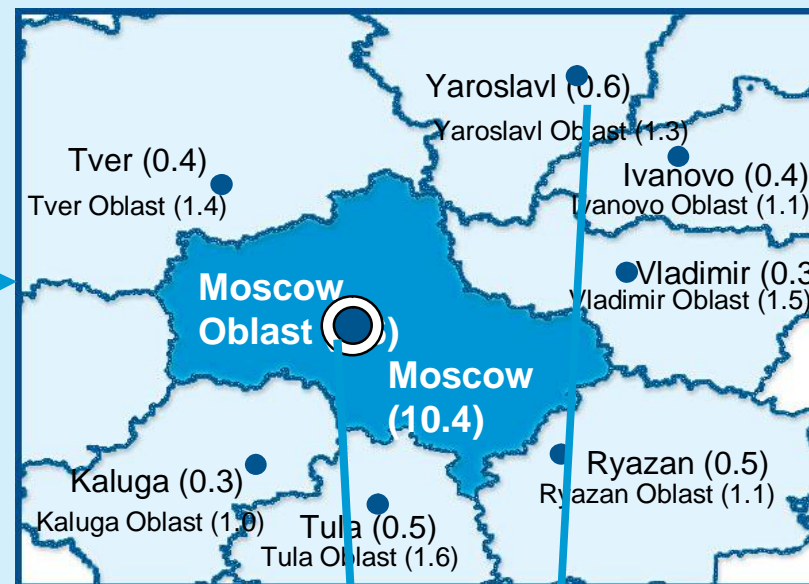 Yaroslavl (0.6)
Yaroslavl Oblast (1.3)
Tver (0.4)
Tver Oblast (1.4)
Ivanovo (0.4)
Ivanovo Oblast (1.1)
Vladimir (0.3
Vladimir Oblast (1.5)
Moscow
Oblast
Moscow
(10.4)
Kaluga (0.3)
Kaluga Oblast (1.0)
Tula (0.5)
Tula Oblast (1.6)
Ryazan (0.5)
Ryazan Oblast (1.1)